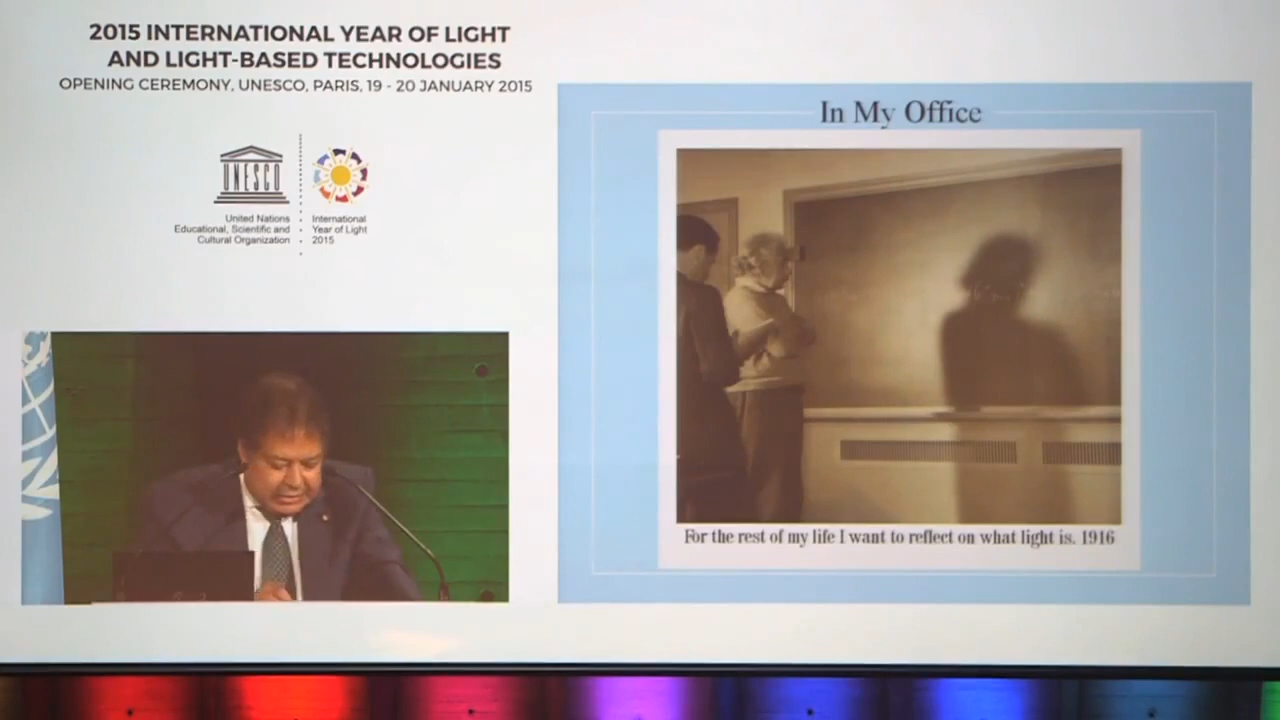 2015 INTERNATIONAL YEAR OF LIGHT
AND LIGHT-BASED TECHNOLOGIES
OPENING CEREMONY, UNESCO, PARIS, 19 - 20 JANUARY 2015
UNESCO
United Nations
Educational, Scientific and
Cultural Organization
International
Year of Light
2015
In My Office
For the rest of my life I want to reflect on what light is. 1916